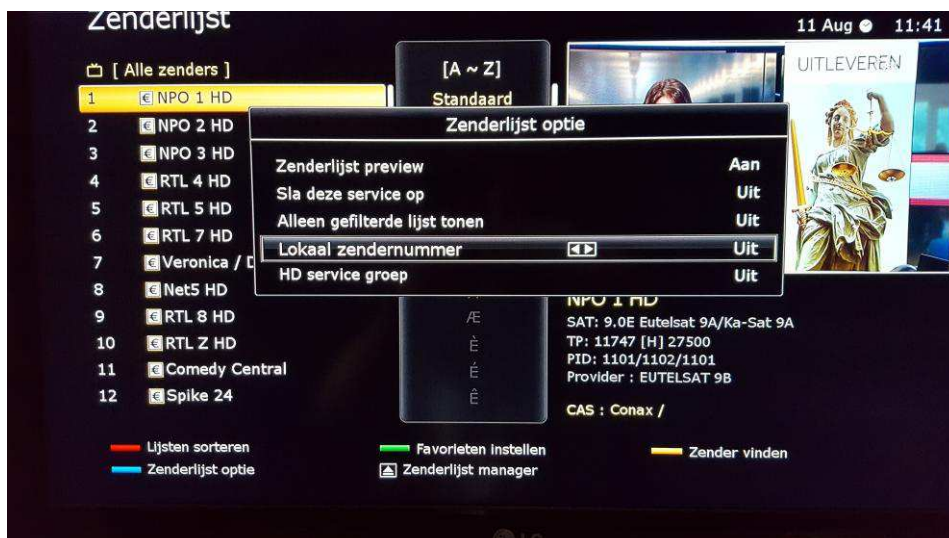 Zenderlijst
11 Aug 11:41
[ Alle zenders ]
1 € NPO 1 HD
2 € NPO 2 HD
3 € NPO 3 HD
4 € RTL 4 HD
5 € RTL 5 HD
6 € RTL 7 HD
7 € Veronica /
8 € Net5 HD
9 € RTL 8 HD
10 € RTL Z HD
11 € Comedy Central
12 € Spike 24
[A ~ Z]
Standaard
Æ
È
É
Ê
UITLEVEREN
Zenderlijst optie
Zenderlijst preview Aan
Sla deze service op Uit
Alleen gefilterde lijst tonen Uit
Lokaal zendernummer Uit
HD service groep Uit
NPO 1 HD
SAT: 9.0E Eutelsat 9A/Ka-Sat 9A
TP: 11747 [H] 27500
PID: 1101/1102/1101
Provider : EUTELSAT 9B
CAS : Conax /
Lijsten sorteren
Favorieten instellen
Zender vinden
Zenderlijst optie
Zenderlijst manager